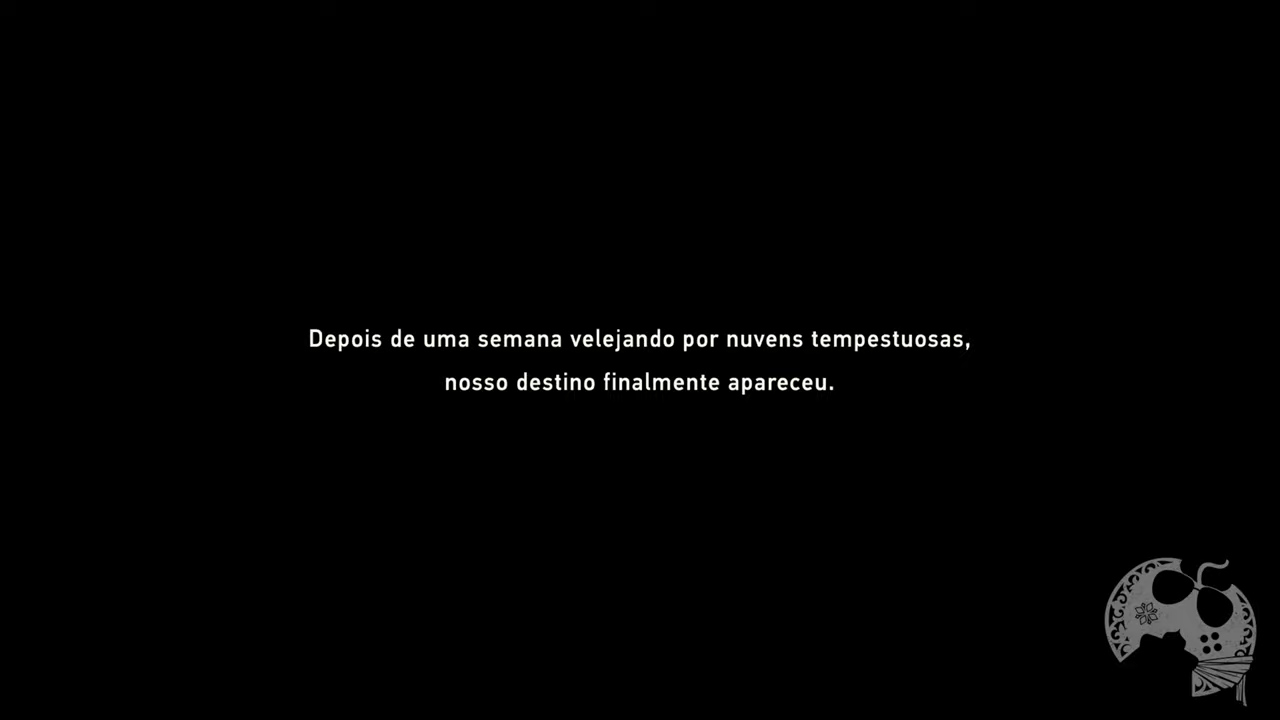 Depois de uma semana velejando por nuvens tempestuosas,
nosso destino finalmente apareceu.